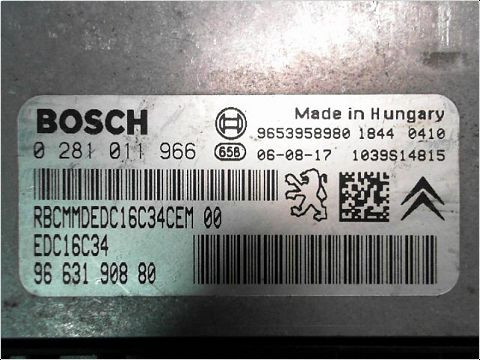 BOSCH
Made in Hungary
9653958980 1844 0410
0 281 011 966
65B 06-08-17 1039S14815
RBCMMDEDC16C34CEM 00
EDC16C34
96 631 908 80